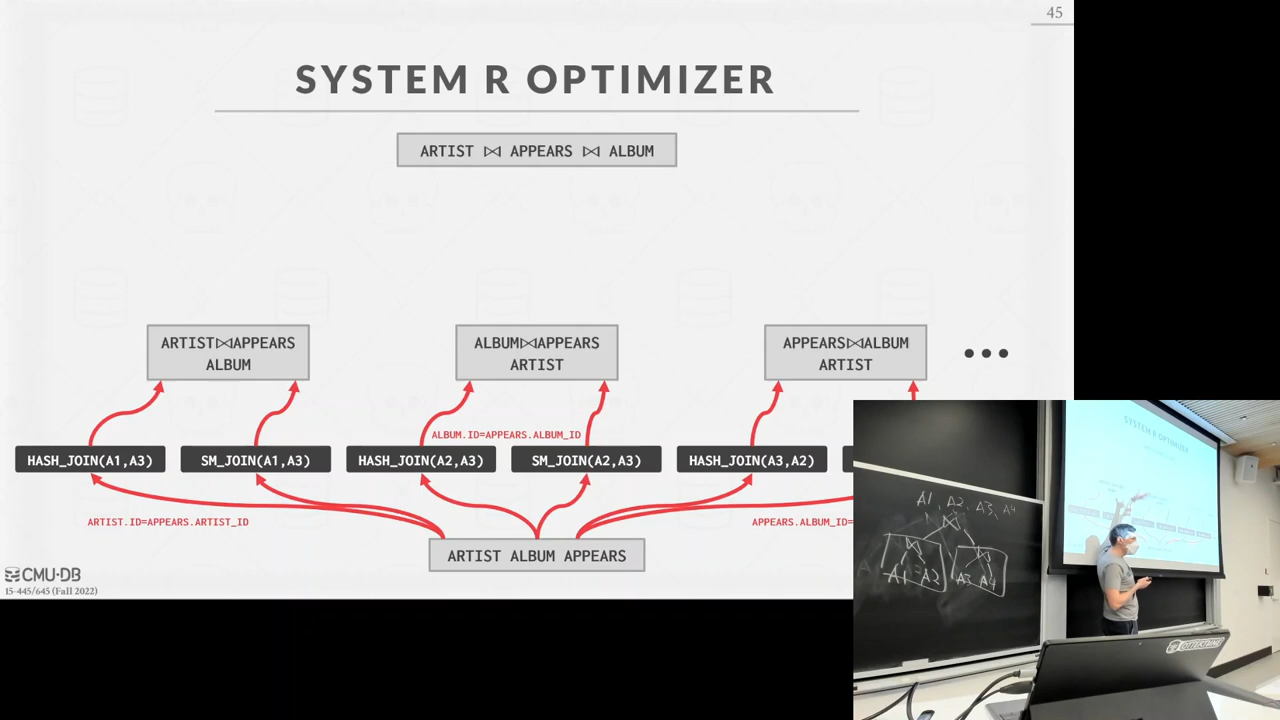 45
SYSTEM R OPTIMIZER
ARTIST ⨝ APPEARS ⨝ ALBUM
ARTIST⨝APPEARS
ALBUM
ALBUM⨝APPEARS
ARTIST
APPEARS⨝ALBUM
ARTIST
•••
ALBUM.ID=APPEARS.ALBUM_ID
HASH_JOIN(A1,A3)
SM_JOIN(A1,A3)
HASH_JOIN(A2,A3)
SM_JOIN(A2,A3)
HASH_JOIN(A3,A2)
ARTIST.ID=APPEARS.ARTIST_ID
APPEARS.ALBUM_ID=
ARTIST ALBUM APPEARS
CMU·DB
15-445/645 (Fall 2022)
SYSTEM R OPTIMIZER
A1, A2, A3, A4
⨝
⨝ ⨝
A1 A2 A3 A4